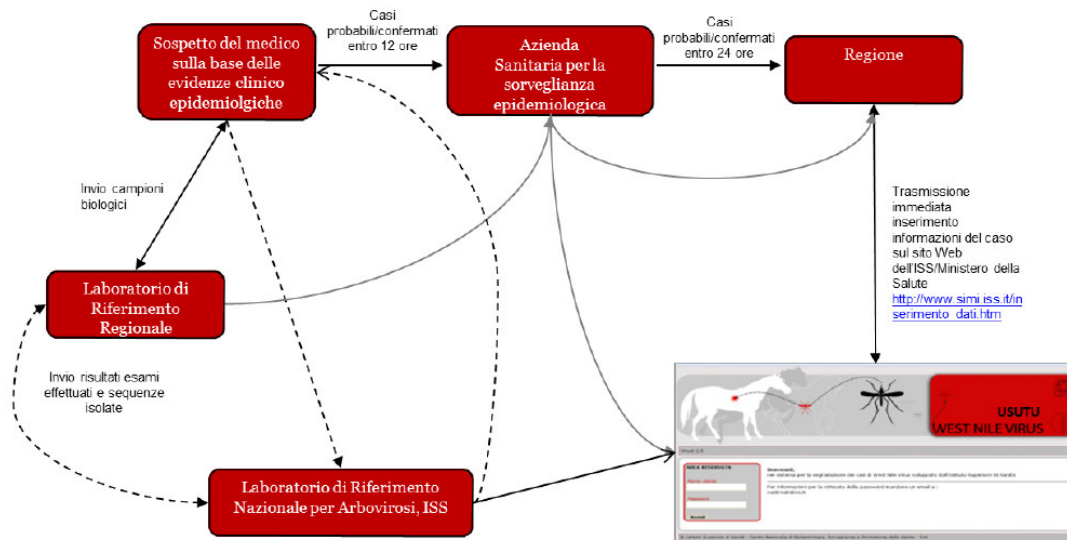 Sospetto del medico
sulla base delle
evidenze clinico
epidemiolgiche
Casi
probabili/confermati
entro 12 ore
Azienda
Sanitaria per la
sorveglianza
epidemiologica
Casi
probabili/confermati
entro 24 ore
Regione
Invio campioni
biologici
Trasmissione
immediata
inserimento
informazioni del caso
sul sito Web
dell'ISS/Ministero della
Salute
http://www.simi.iss.it/in
serimento_dati.htm
Laboratorio di
Riferimento
Regionale
Invio risultati esami
effettuati e sequenze
isolate
Laboratorio di Riferimento
Nazionale per Arbovirosi, ISS
USUTU
WEST NILE VIRUS
AREA RISERVATA
Password